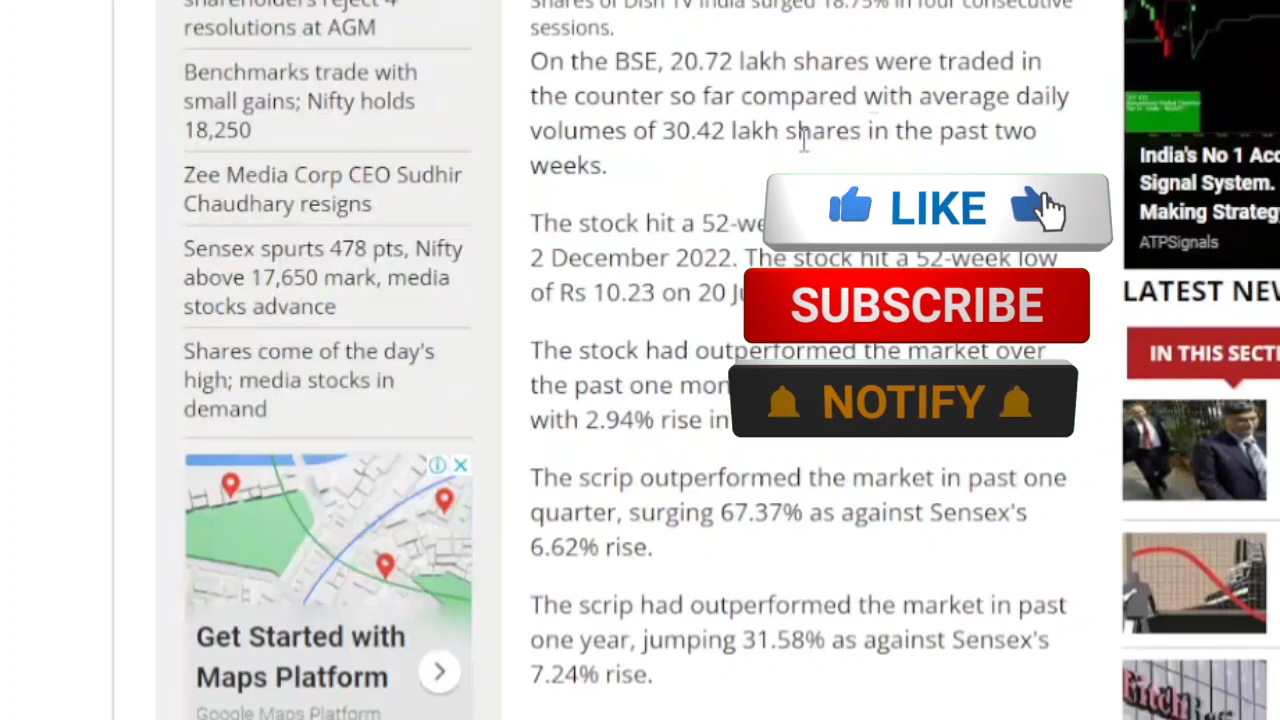 shareholders reject 4
resolutions at AGM
Benchmarks trade with
small gains; Nifty holds
18,250
Zee Media Corp CEO Sudhir
Chaudhary resigns
Sensex spurts 478 pts, Nifty
above 17,650 mark, media
stocks advance
Shares come of the day's
high; media stocks in
demand
Get Started with
Maps Platform
Google Maps Platform
Shares of Dish TV India surged 18.75% in four consecutive
sessions.
On the BSE, 20.72 lakh shares were traded in
the counter so far compared with average daily
volumes of 30.42 lakh shares in the past two
weeks.
The stock hit a
2 December 2022. The stock hit a 52-week low
of Rs 10.23 on 20
The stock had outperformed the market over
the past one
with 2.94% rise in
The scrip outperformed the market in past one
quarter, surging 67.37% as against Sensex's
6.62% rise.
The scrip had outperformed the market in past
one year, jumping 31.58% as against Sensex's
7.24% rise.
LIKE
SUBSCRIBE
NOTIFY
India's No 1
Signal System.
Making
ATPSignals
LATEST
IN THIS